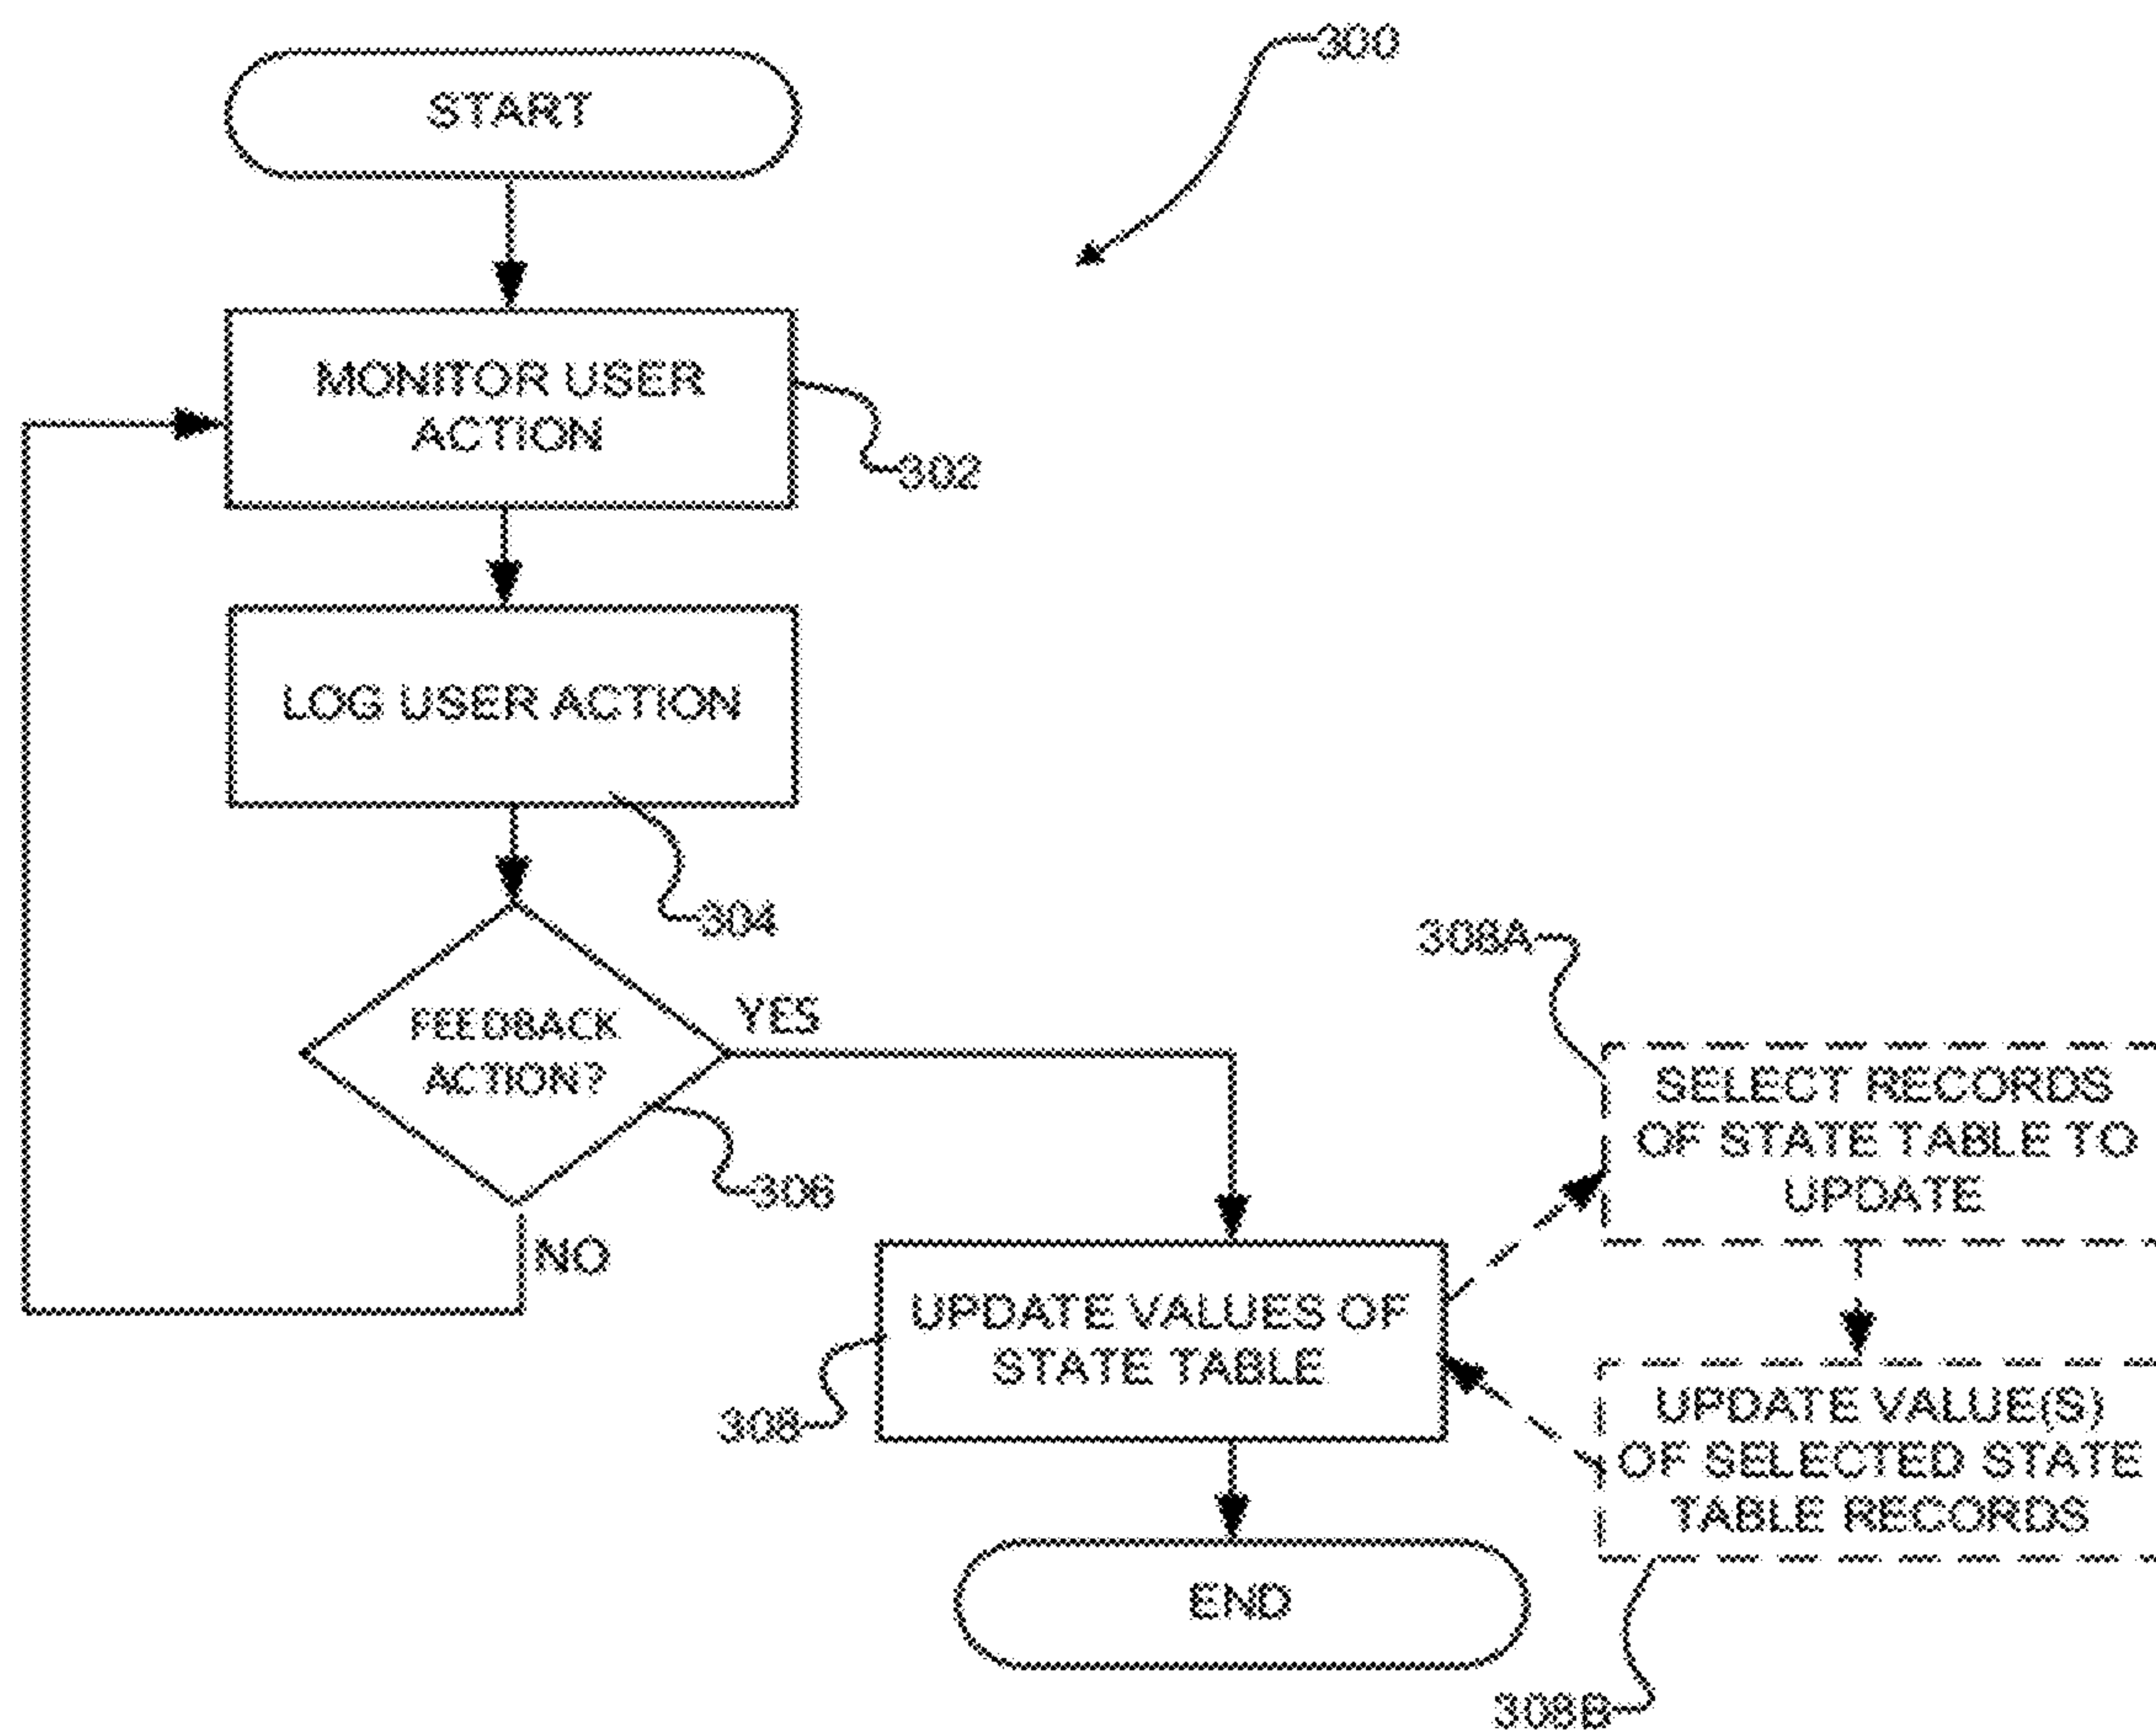 300
START
MONITOR USER
ACTION
302
LOG USER ACTION
304
FEEDBACK
ACTION?
YES
306
NO
308A
SELECT RECORDS
OF STATE TABLE TO
UPDATE
UPDATE VALUES OF
STATE TABLE
308
UPDATE VALUE(S)
OF SELECTED STATE
TABLE RECORDS
308B
END